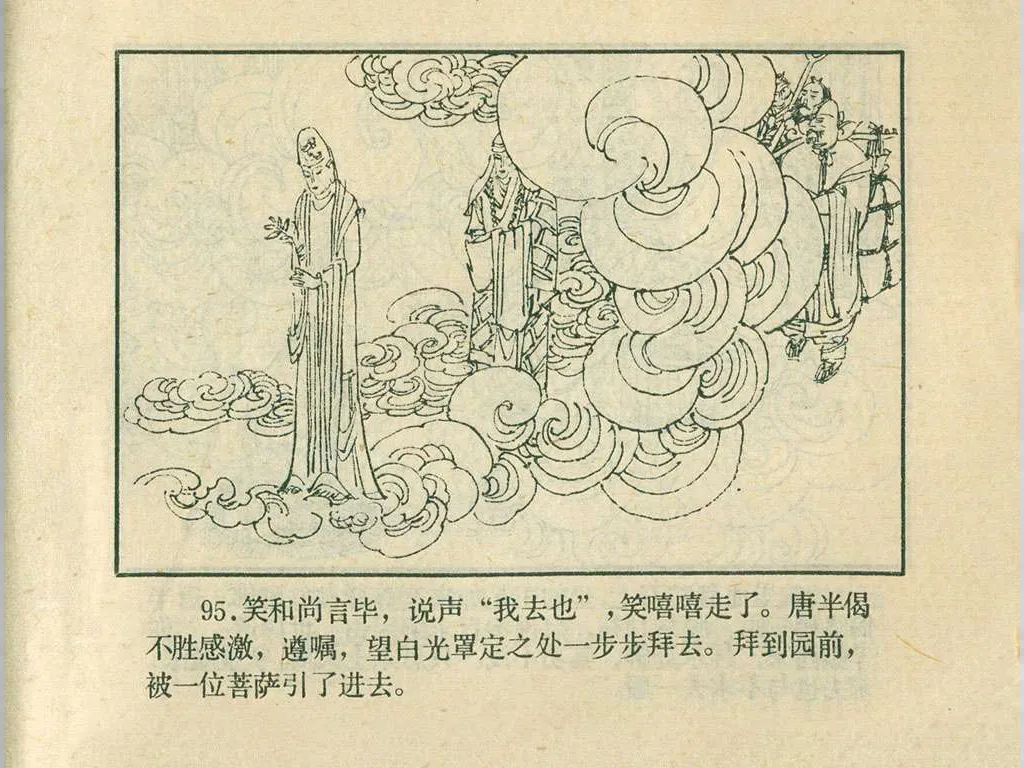 95.笑和尚言毕，说声“我去也”，笑嘻嘻走了。唐半偈
不胜感激，遵嘱，望白光罩定之处一步步拜去。拜到园前，
被一位菩萨引了进去。